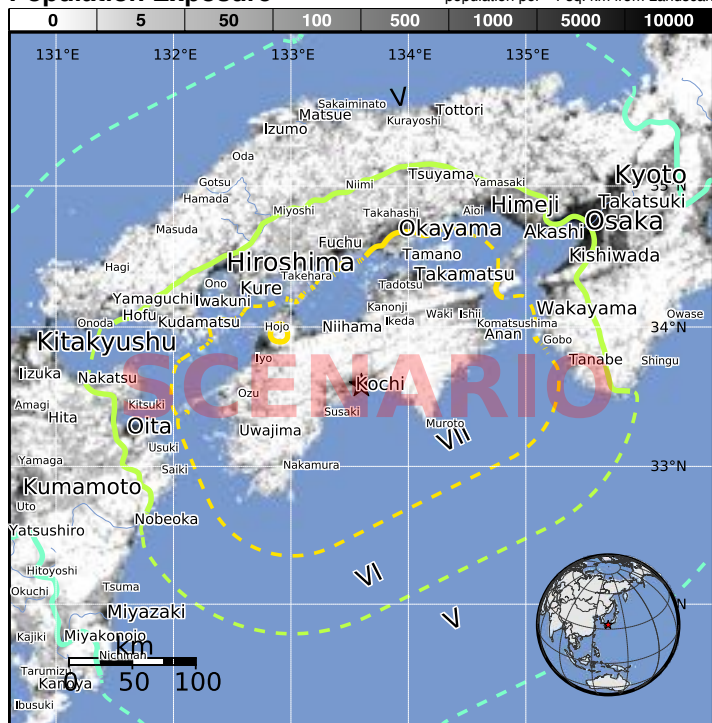 Population Exposure
population per ~1 sq. km from Landscan
0 5 50 100 500 1000 5000 10000
131°E 132°E 133°E 134°E 135°E
V
Sakaiminato
Matsue
Tottori
Kurayoshi
Izumo
Oda
Tsuyama
Kyoto
Gotsu
Niimi
Yamasaki
35°N
Hamada
Miyoshi
Takahashi
Aioi
Himeji
Takatsuki
Masuda
Okayama
Akashi
Osaka
Fuchu
Hagi
Hiroshima
Tamano
Kishiwada
Ono
Kure
Takehara
Takamatsu
Tadotsu
Yamaguchi
Iwakuni
Kanonji
Wakayama
Owase
Hofu
Waki
Ishii
Onoda
Kudamatsu
Hojo
Niihama
Ikeda
Komatsushima
34°N
Kitakyushu
Anan
Gobo
Iyo
Tanabe
Shingu
Iizuka
Nakatsu
SCENARIO
Kochi
Ozu
Amagi
Kitsuki
Susaki
Hita
Oita
Uwajima
Muroto
VII
Usuki
Yamaga
Saiki
Nakamura
33°N
Kumamoto
Uto
Nobeoka
Yatsushiro
Hitoyoshi
VI
Okuchi
Tsuma
N
Miyazaki
V
Kajiki
Miyakonojo
km
Nichinan
Tarumizu
0 50 100
Kanoya
Ibusuki